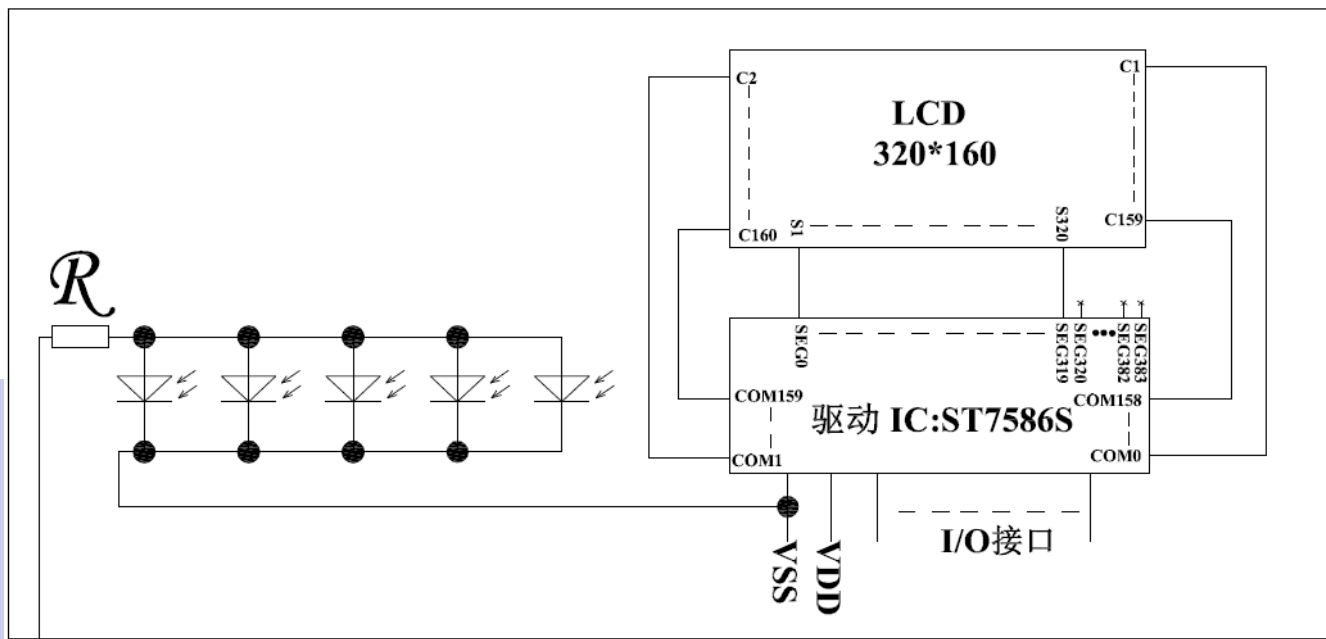 C2
C1
LCD
320*160
C160
S1
S320
C159
R
SEG0
SEG319
SEG320
SEG382
SEG383
COM159
COM158
驱动 IC:ST7586S
COM1
COM0
I/O接口
VSS
VDD